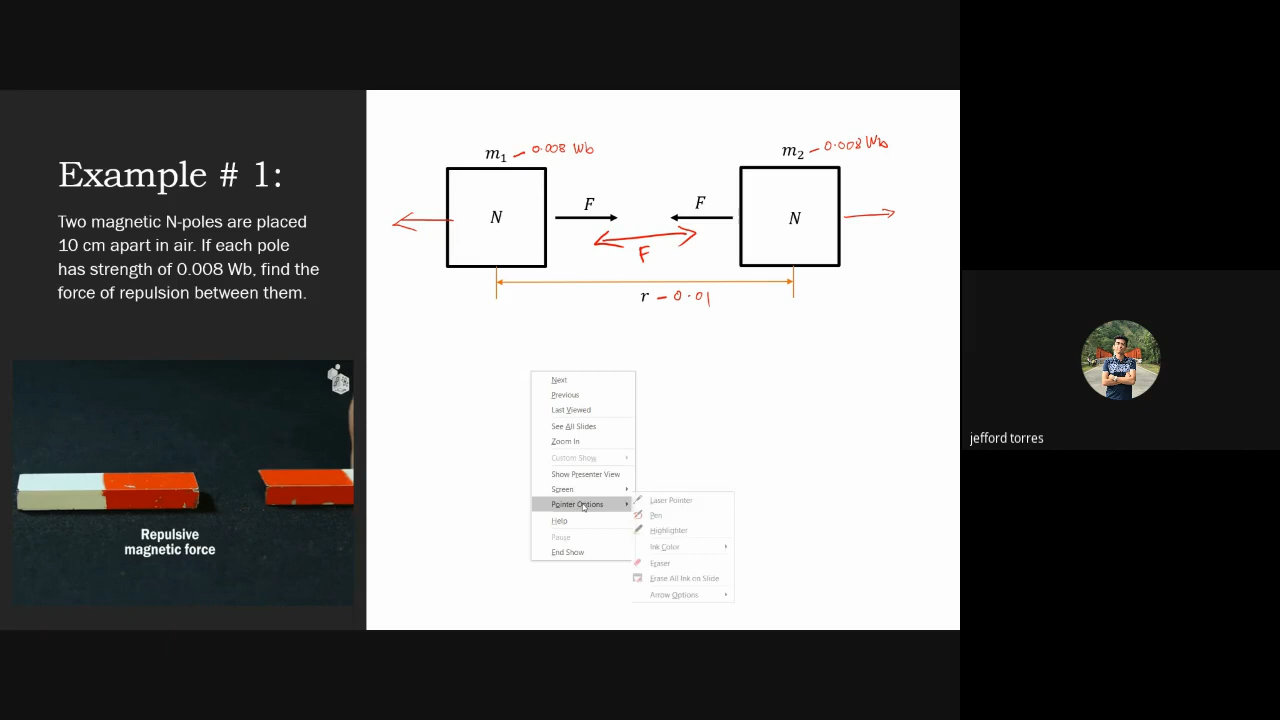 Example # 1:
Two magnetic N-poles are placed
10 cm apart in air. If each pole
has strength of 0.008 Wb, find the
force of repulsion between them.
Repulsive
magnetic force
m₁ – 0.008 Wb
m₂ – 0.008 Wb
N
F
F
N
F
r – 0.01
Next
Previous
Last Viewed
See All Slides
Zoom In
Custom Show
Show Presenter View
Screen
Pointer Options
Help
Pause
End Show
Laser Pointer
Pen
Highlighter
Ink Color
Eraser
Erase All Ink on Slide
Arrow Options
jefford torres